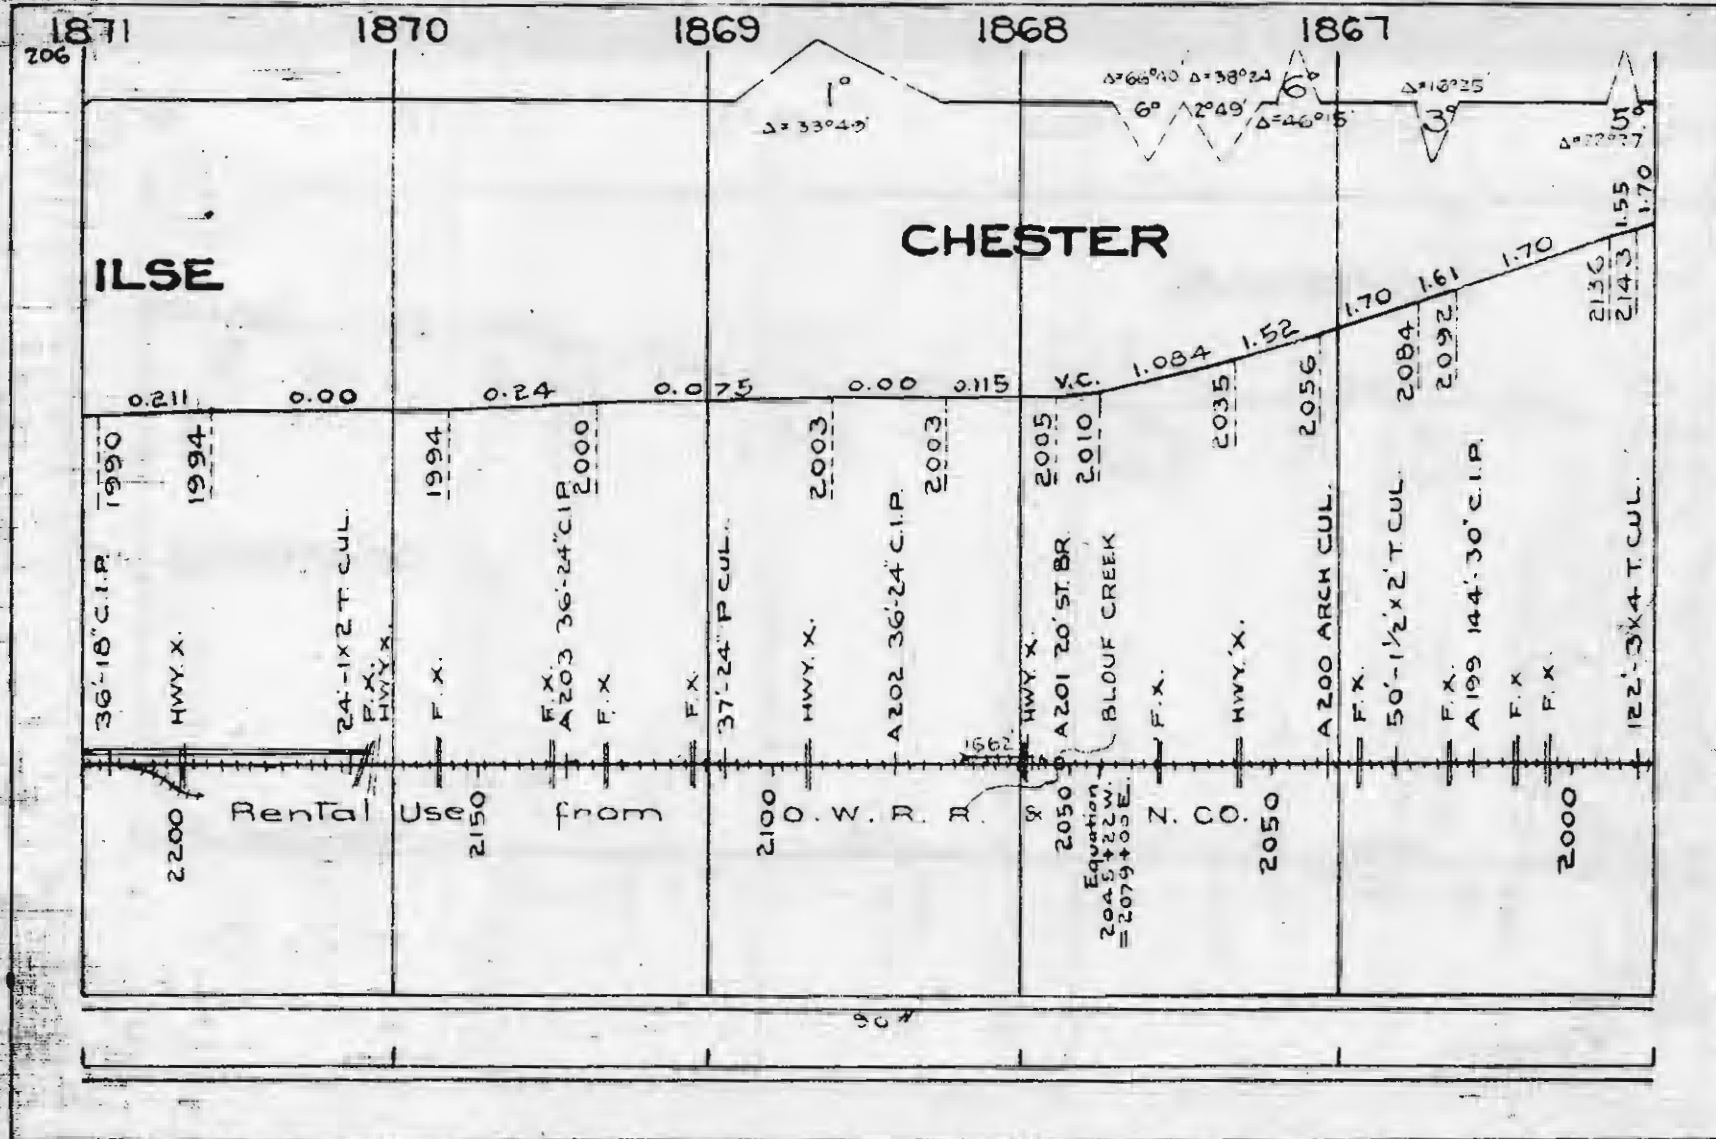 1871 1870 1869 1868 1867
206
1°
Δ=33°43'
Δ=66°40' Δ=38°24'
6° 2°49' 6°
Δ=46°15'
Δ=18°25'
3°
5°
ILSE
CHESTER
0.211 0.00 0.24 0.075 0.00 0.115 V.C. 1.084 1.52 1.70 1.61 1.70 1.55 1.70
1990 1994 1994 2000 2003 2003 2005 2010 2035 2056 2084 2092 2136 2143
36'-18" C.I.P.
HWY. X.
24'-1X2 T. CUL.
F.X.
HWY.X.
F. X.
F. X.
A203 36'-24" C.I.P.
F. X
F. X.
37'-24" P CUL.
HWY. X.
A202 36'-24" C.I.P.
1662'
HWY. X.
A201 20' ST. BR.
BLOUF CREEK
F. X.
HWY. X.
A200 ARCH CUL.
F. X.
50'-1½'X2' T. CUL.
F. X.
A199 144'-30" C.I.P.
F. X
F. X.
122'-3'X4 T. CUL.
Rental Use from O. W. R. R. & N. CO.
2200 2150 2100 2050
Equation
2045+22 W.
=2079+05 E.
2050 2000
90#